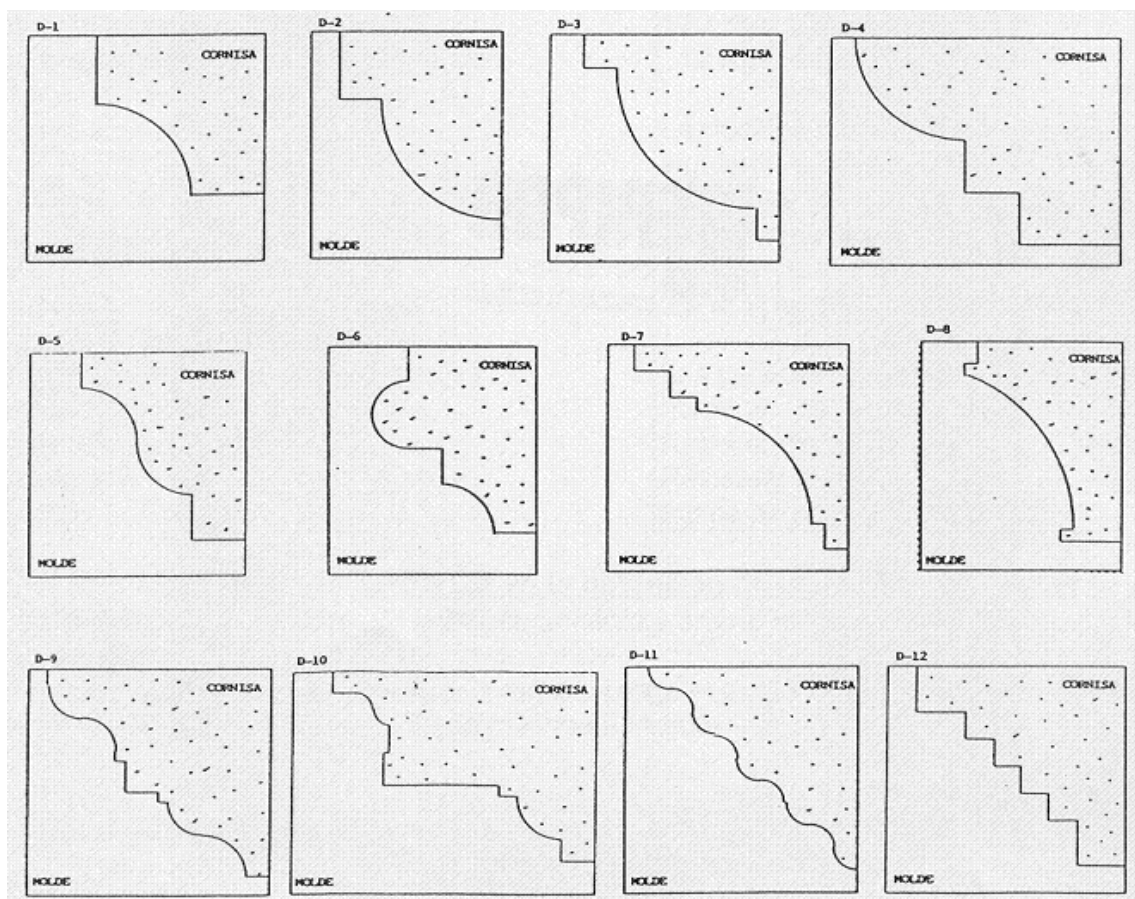 D-1
CORNISA
MOLDE
D-2
CORNISA
MOLDE
D-3
CORNISA
MOLDE
D-4
CORNISA
MOLDE
D-5
CORNISA
MOLDE
D-6
CORNISA
MOLDE
D-7
CORNISA
MOLDE
D-8
CORNISA
MOLDE
D-9
CORNISA
MOLDE
D-10
CORNISA
MOLDE
D-11
CORNISA
MOLDE
D-12
CORNISA
MOLDE